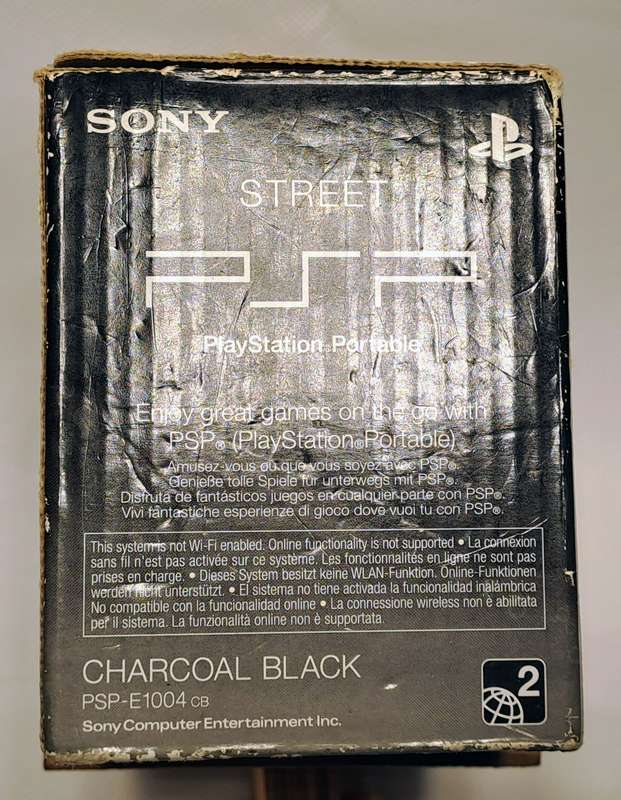 SONY
STREET
PSP
PlayStation Portable
Enjoy great games on the go with
PSP® (PlayStation®Portable)
Amusez-vous où que vous soyez avec PSP®.
Genieße tolle Spiele für unterwegs mit PSP®.
Disfruta de fantásticos juegos en cualquier parte con PSP®.
Vivi fantastiche esperienze di gioco dove vuoi tu con PSP®.
This system is not Wi-Fi enabled. Online functionality is not supported • La connexion
sans fil n'est pas activée sur ce système. Les fonctionnalités en ligne ne sont pas
prises en charge. • Dieses System besitzt keine WLAN-Funktion. Online-Funktionen
werden nicht unterstützt. • El sistema no tiene activada la funcionalidad inalámbrica
No compatible con la funcionalidad online • La connessione wireless non è abilitata
per il sistema. La funzionalità online non è supportata.
CHARCOAL BLACK
PSP-E1004 CB
Sony Computer Entertainment Inc.
2